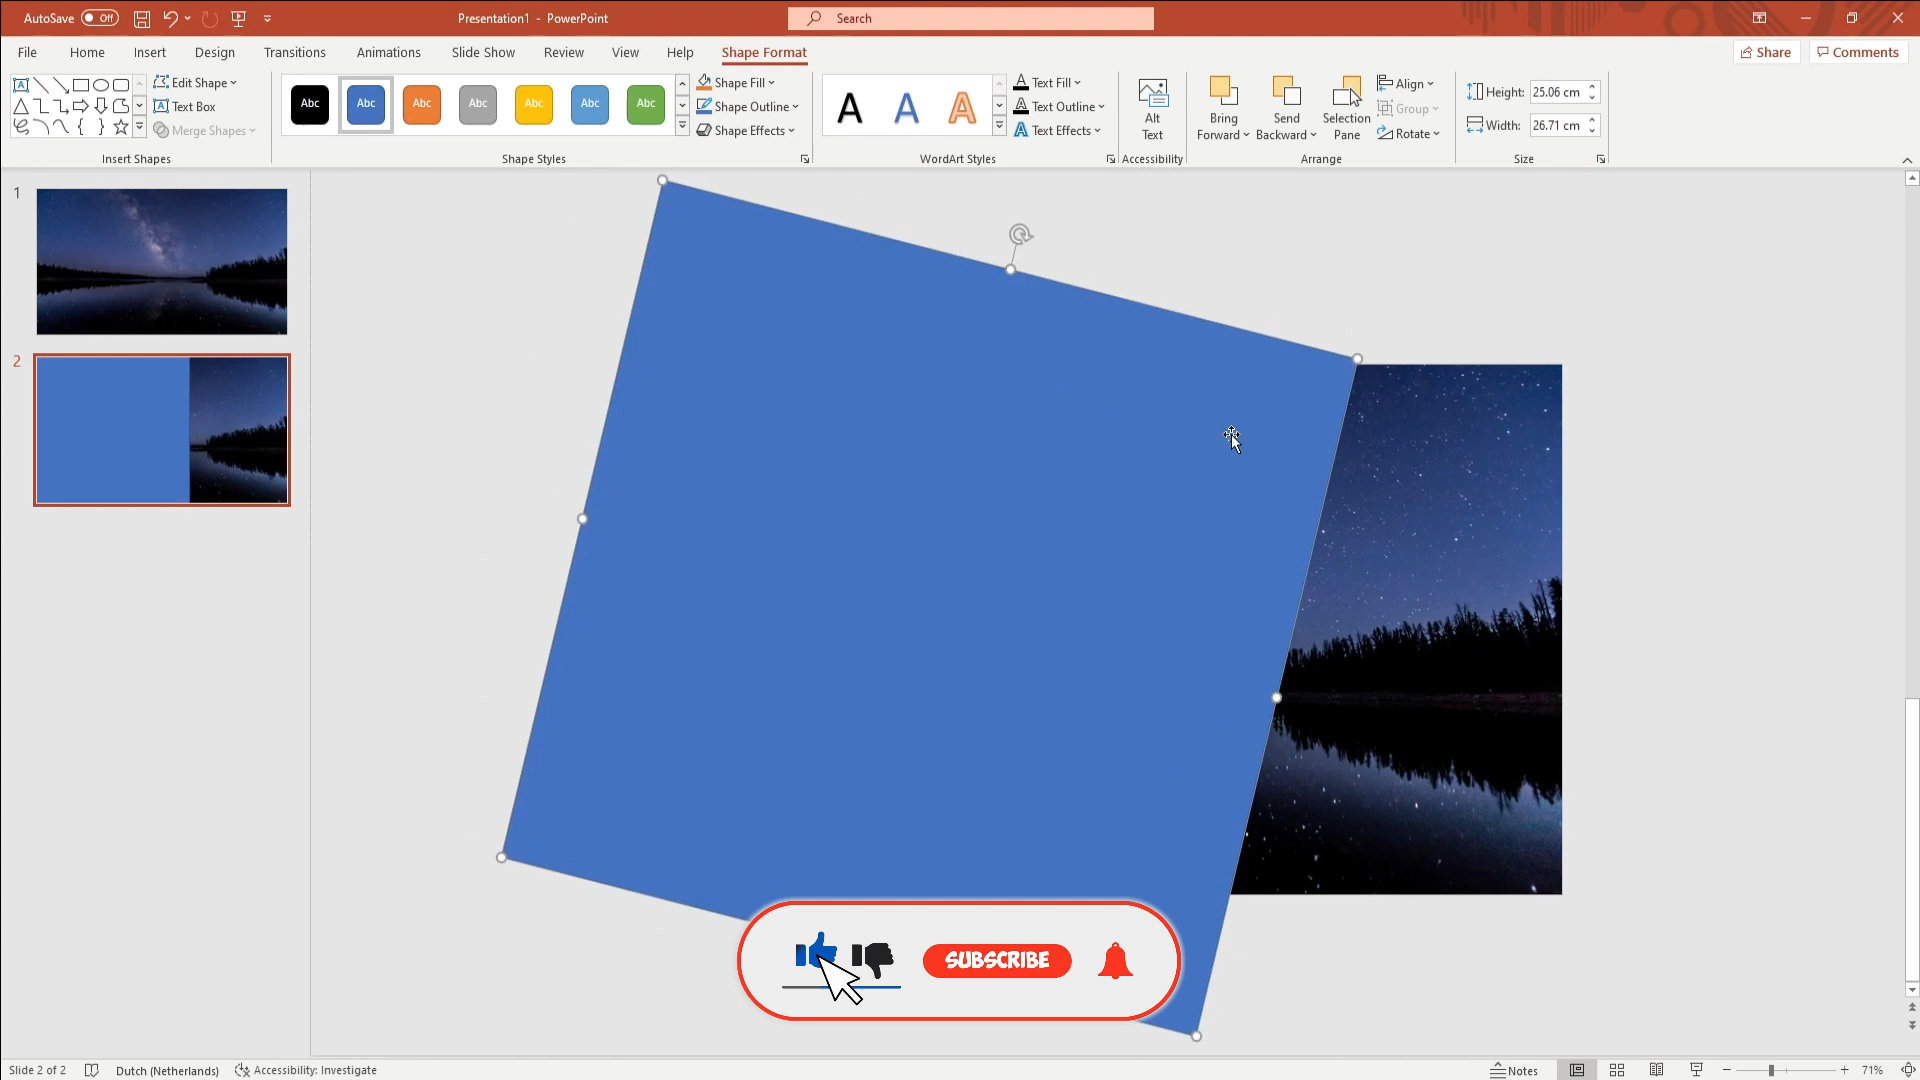 AutoSave Off Presentation1 - PowerPoint Search
File Home Insert Design Transitions Animations Slide Show Review View Help Shape Format Share Comments
Edit Shape
Text Box
Merge Shapes
Insert Shapes
Abc Abc Abc Abc Abc Abc Abc
Shape Fill
Shape Outline
Shape Effects
Shape Styles
A A A
Text Fill
Text Outline
Text Effects
WordArt Styles
Alt Text
Accessibility
Bring Forward
Send Backward
Selection Pane
Align
Group
Rotate
Arrange
Height: 25.06 cm
Width: 26.71 cm
Size
1
2
SUBSCRIBE
Slide 2 of 2 Dutch (Netherlands) Accessibility: Investigate Notes 71%